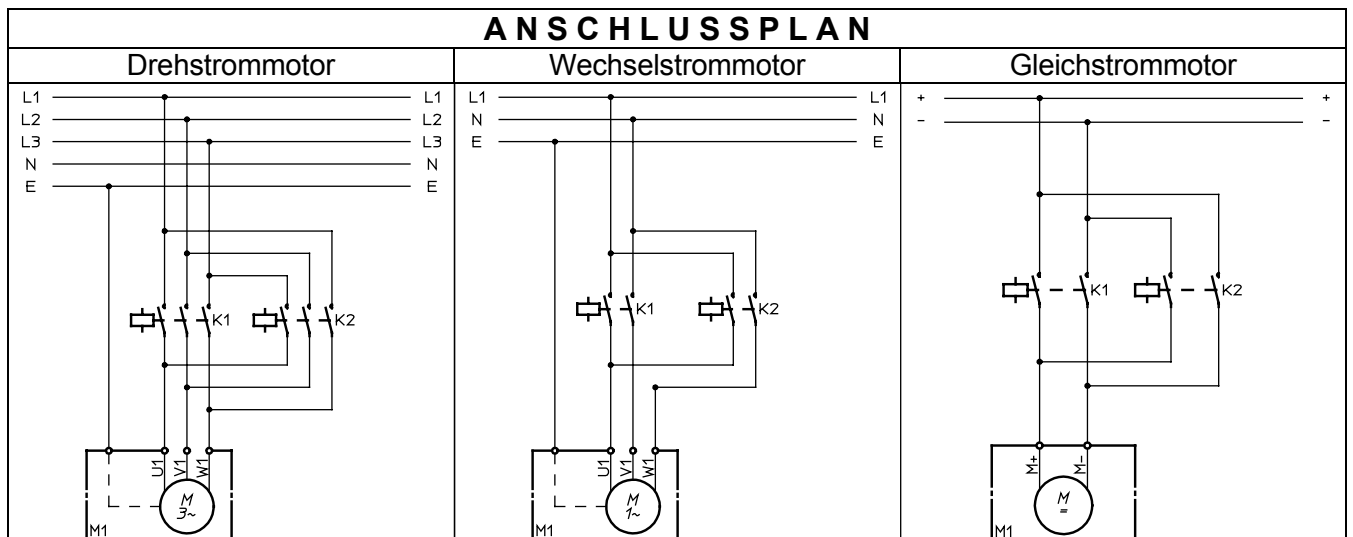 ANSCHLUSSPLAN
Drehstrommotor
L1 L1
L2 L2
L3 L3
N N
E E
K1 K2
U1 V1 W1
M
3~
M1
Wechselstrommotor
L1 L1
N N
E E
K1 K2
U1 V1 W1
M
1~
M1
Gleichstrommotor
+ +
- -
K1 K2
M+ M-
M
=
M1